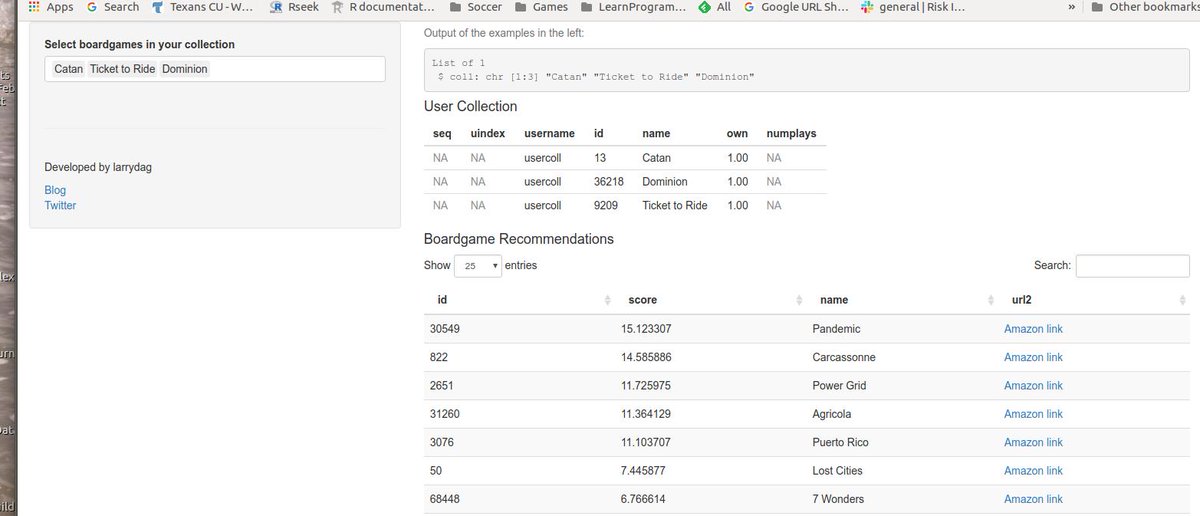 Apps Search Texans CU - W... Rseek R documentat... Soccer Games LearnProgram... All Google URL Sh... general | Risk I... » Other bookmarks
Select boardgames in your collection
Catan Ticket to Ride Dominion
Developed by larrydag
Blog
Twitter
Output of the examples in the left:
List of 1
$ coll: chr [1:3] "Catan" "Ticket to Ride" "Dominion"
User Collection
seq uindex username id name own numplays
NA NA usercoll 13 Catan 1.00 NA
NA NA usercoll 36218 Dominion 1.00 NA
NA NA usercoll 9209 Ticket to Ride 1.00 NA
Boardgame Recommendations
Show 25 entries Search:
id score name url2
30549 15.123307 Pandemic Amazon link
822 14.585886 Carcassonne Amazon link
2651 11.725975 Power Grid Amazon link
31260 11.364129 Agricola Amazon link
3076 11.103707 Puerto Rico Amazon link
50 7.445877 Lost Cities Amazon link
68448 6.766614 7 Wonders Amazon link